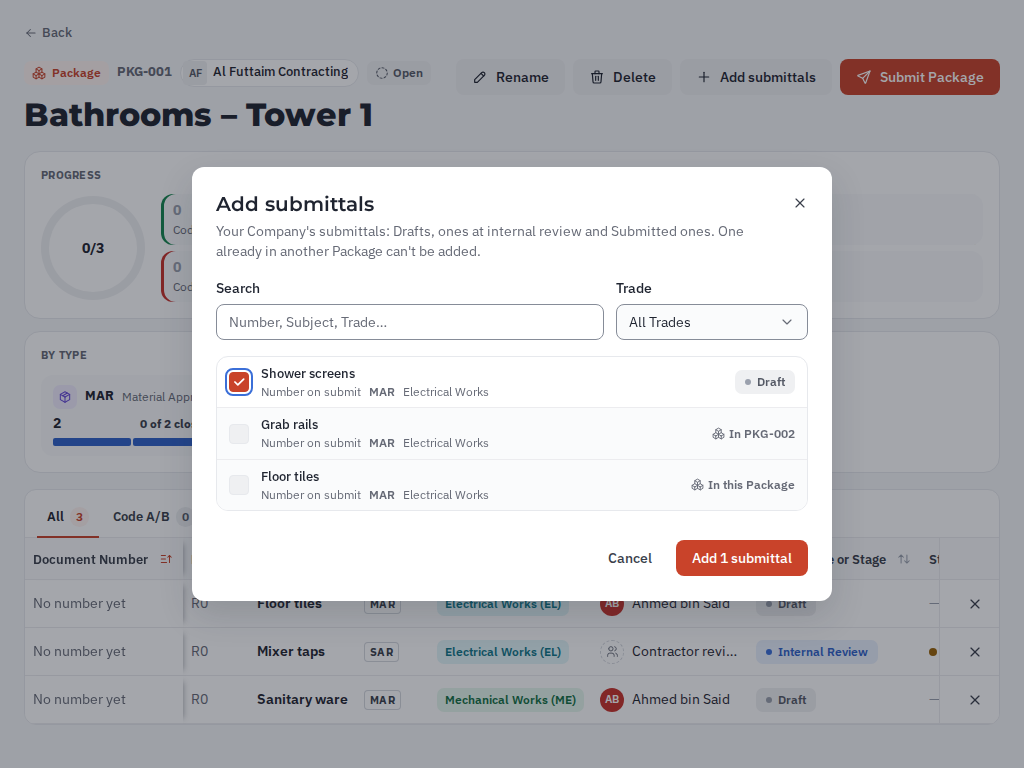 Back
Package PKG-001 AF Al Futtaim Contracting Open Rename Delete Add submittals Submit Package
Bathrooms – Tower 1
PROGRESS
0/3
0
0
BY TYPE
MAR Material
2 0 of 2
Add submittals
Your Company's submittals: Drafts, ones at internal review and Submitted ones. One
already in another Package can't be added.
Search Trade
Number, Subject, Trade... All Trades
Shower screens
Number on submit MAR Electrical Works Draft
Grab rails
Number on submit MAR Electrical Works In PKG-002
Floor tiles
Number on submit MAR Electrical Works In this Package
Cancel Add 1 submittal
All 3 Code A/B 0
Document Number or Stage
No number yet R0 Floor tiles MAR Electrical Works (EL) AB Ahmed bin Said Draft —
No number yet R0 Mixer taps SAR Electrical Works (EL) Contractor revi... Internal Review
No number yet R0 Sanitary ware MAR Mechanical Works (ME) AB Ahmed bin Said Draft —